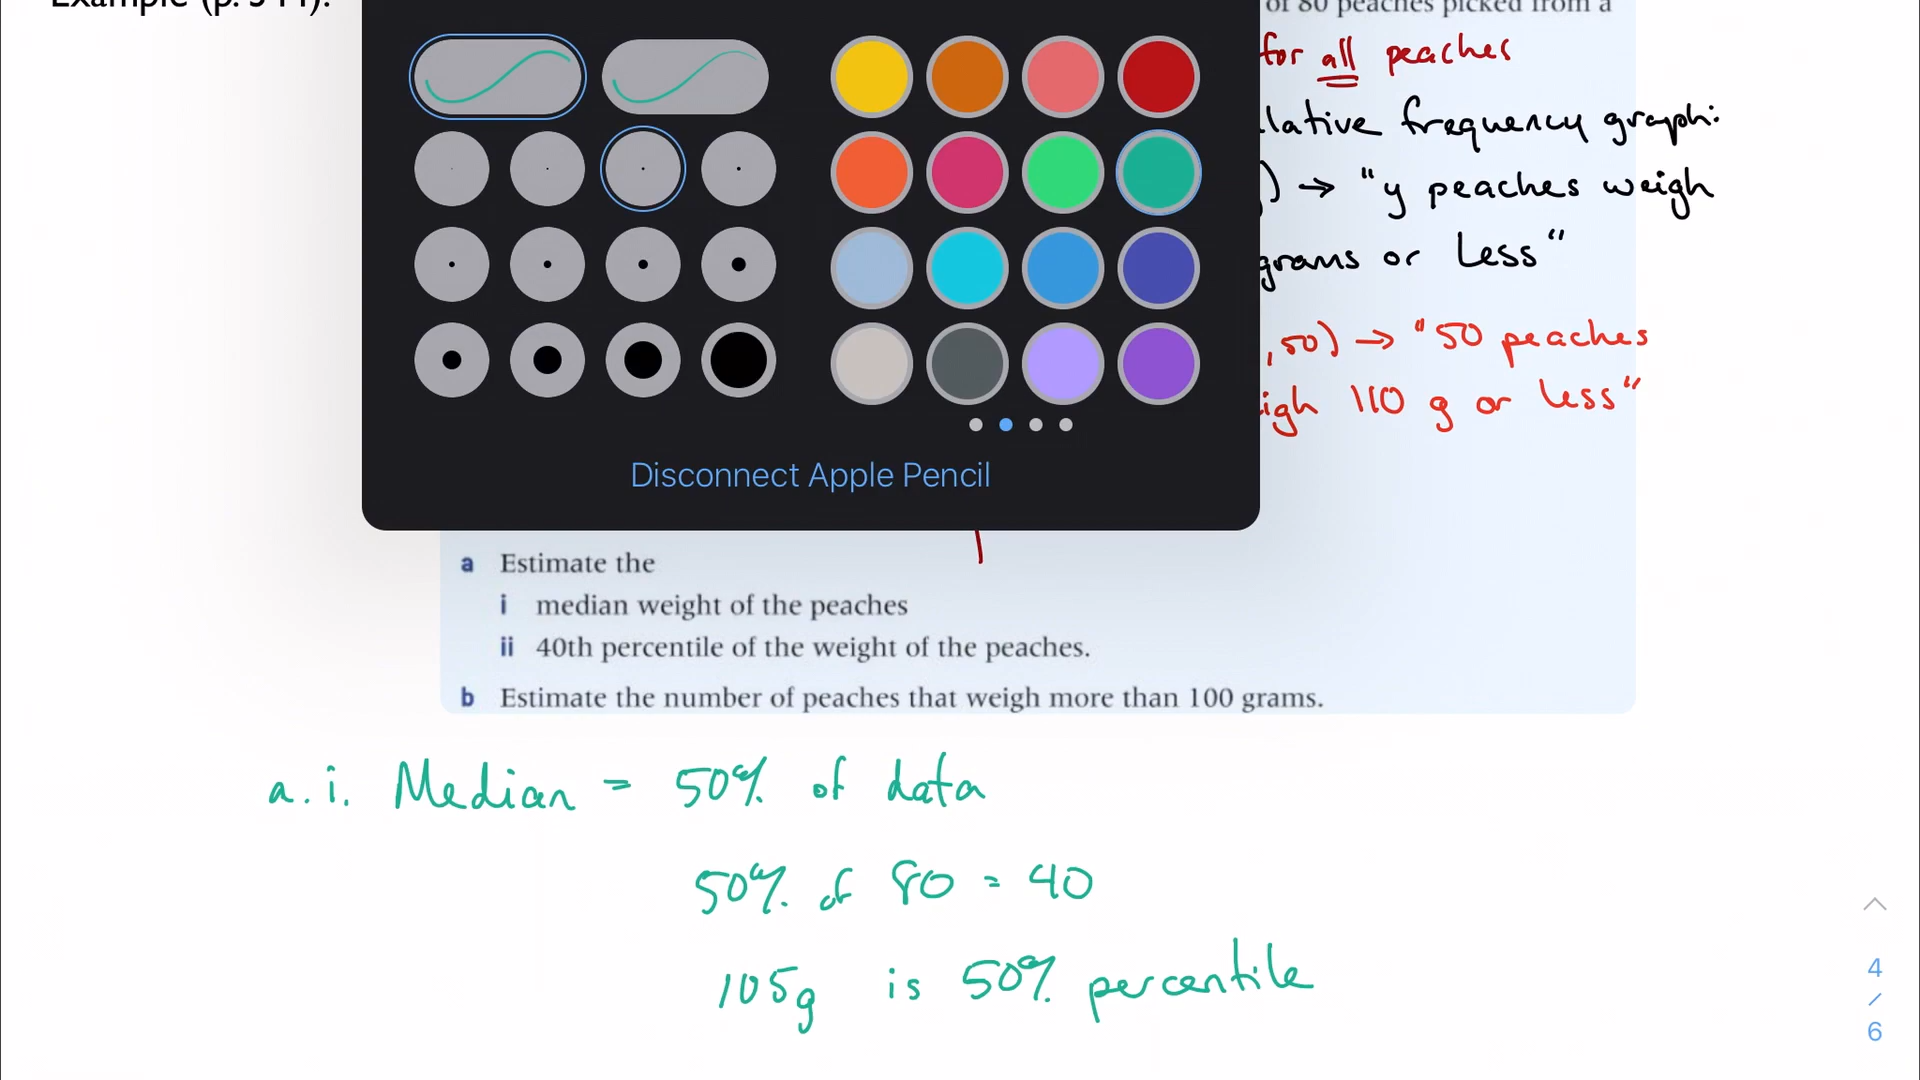 Example (p. 544):
of 80 peaches picked from a
for all peaches
lative frequency graph:
) → "y peaches weigh
grams or less"
,50) → "50 peaches
igh 110 g or less"
Disconnect Apple Pencil
a Estimate the
i median weight of the peaches
ii 40th percentile of the weight of the peaches.
b Estimate the number of peaches that weigh more than 100 grams.
a. i. Median = 50% of data
50% of 80 = 40
105g is 50% percentile
4
/
6